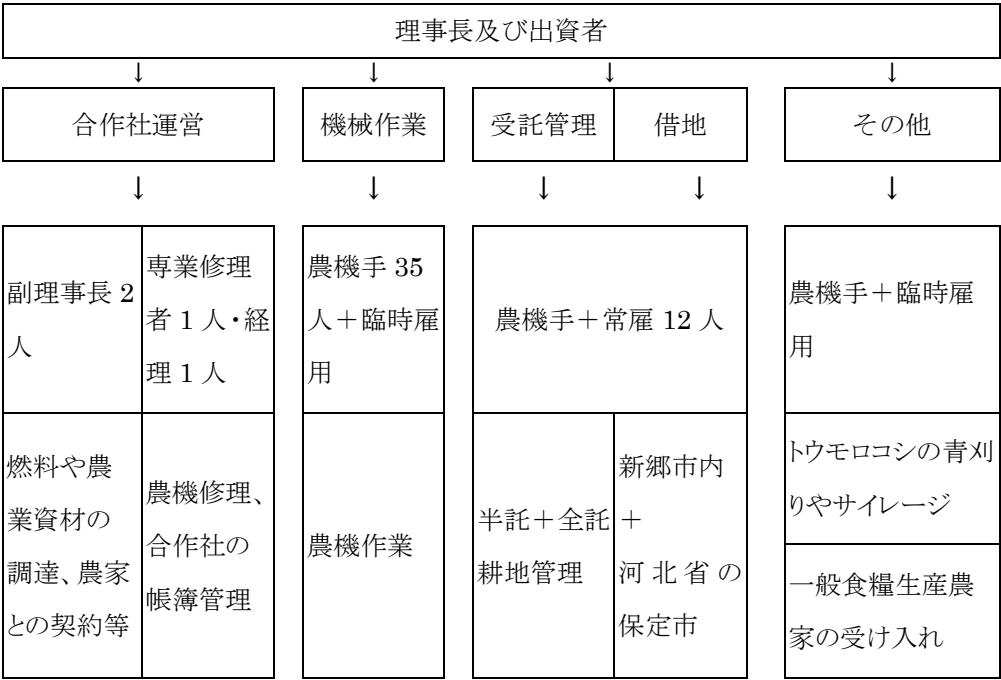 理事長及び出資者
↓ ↓ ↓ ↓
合作社運営 機械作業 受託管理 借地 その他
↓ ↓ ↓ ↓ ↓
副理事長 2
人
専業修理
者 1 人・経
理 1 人
農機手 35
人＋臨時雇
用
農機手＋常雇 12 人
農機手＋臨時雇
用
燃料や農
業資材の
調達、農家
との契約等
農機修理、
合作社の
帳簿管理
農機作業
半託＋全託
耕地管理
新郷市内
＋
河北省の
保定市
トウモロコシの青刈
りやサイレージ
一般食糧生産農
家の受け入れ